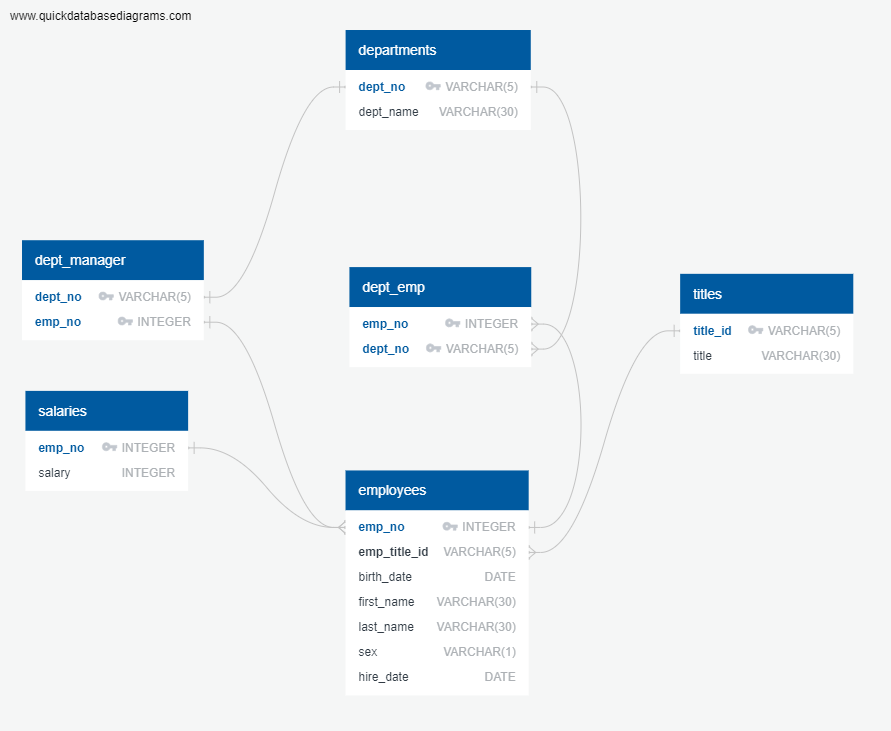 www.quickdatabasediagrams.com
departments
dept_no VARCHAR(5)
dept_name VARCHAR(30)
dept_manager
dept_no VARCHAR(5)
emp_no INTEGER
dept_emp
emp_no INTEGER
dept_no VARCHAR(5)
titles
title_id VARCHAR(5)
title VARCHAR(30)
salaries
emp_no INTEGER
salary INTEGER
employees
emp_no INTEGER
emp_title_id VARCHAR(5)
birth_date DATE
first_name VARCHAR(30)
last_name VARCHAR(30)
sex VARCHAR(1)
hire_date DATE